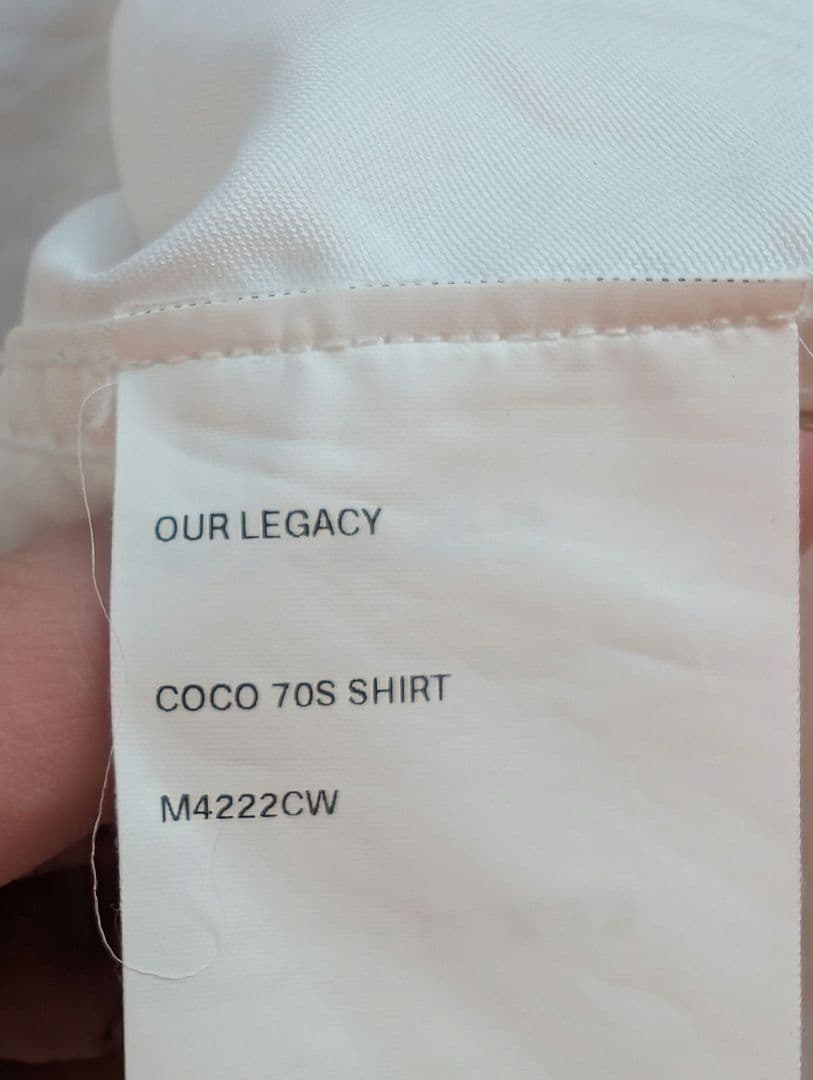 OUR LEGACY
COCO 70S SHIRT
M4222CW